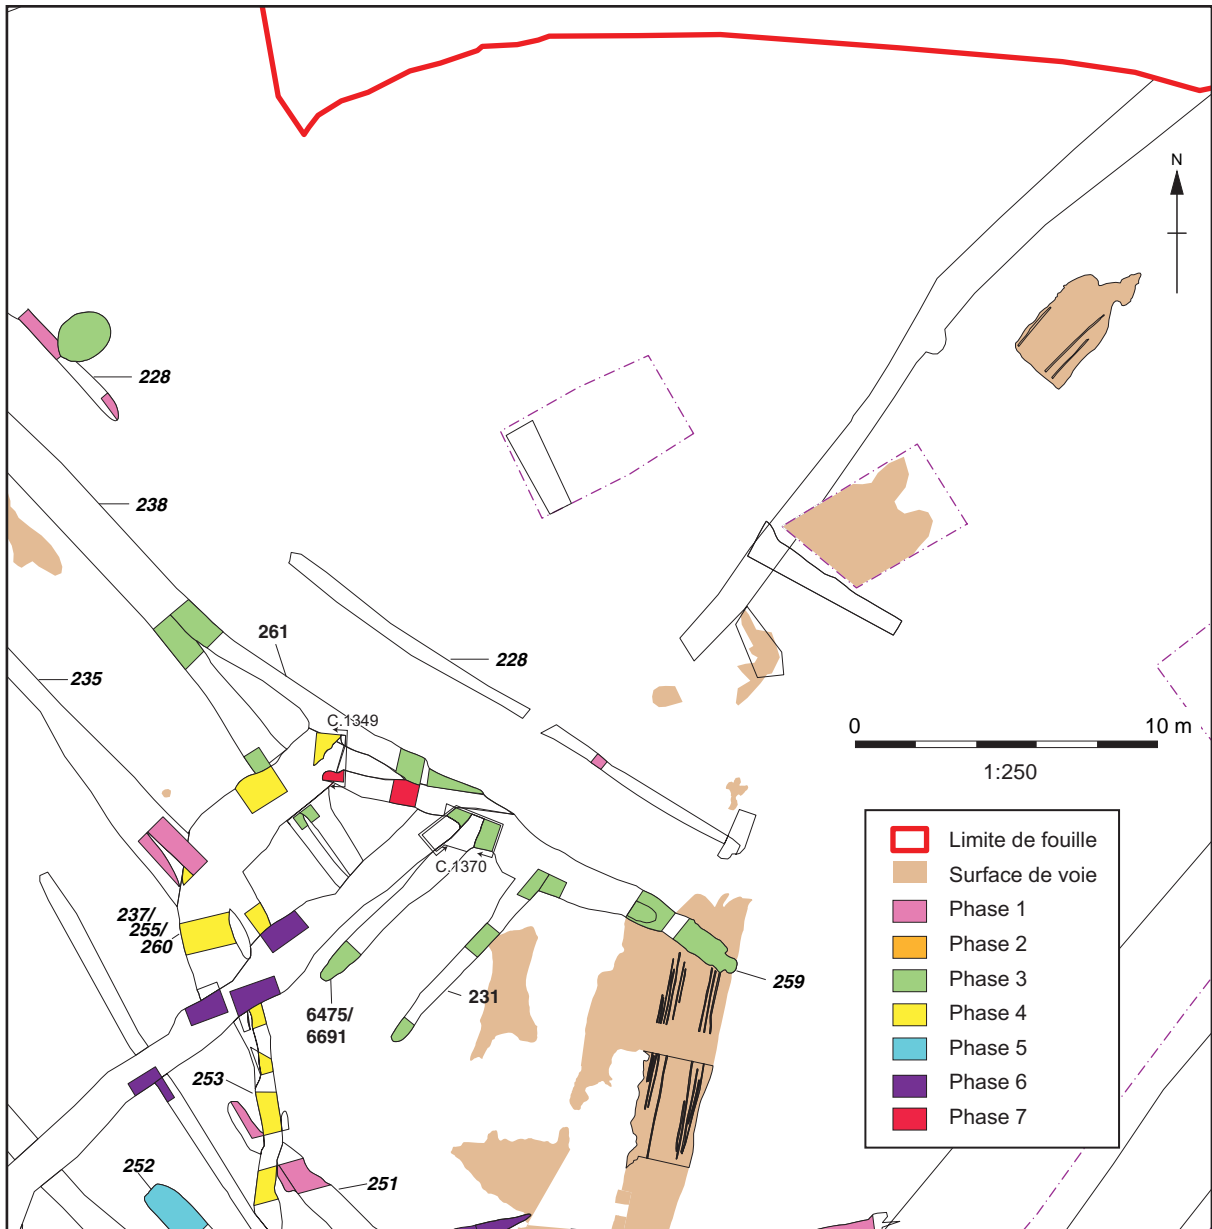 N
228
238
261
228
235
C.1349
0 10 m
1:250
C.1370
Limite de fouille
Surface de voie
Phase 1
Phase 2
Phase 3
Phase 4
Phase 5
Phase 6
Phase 7
237/
255/
260
259
231
6475/
6691
253
252
251